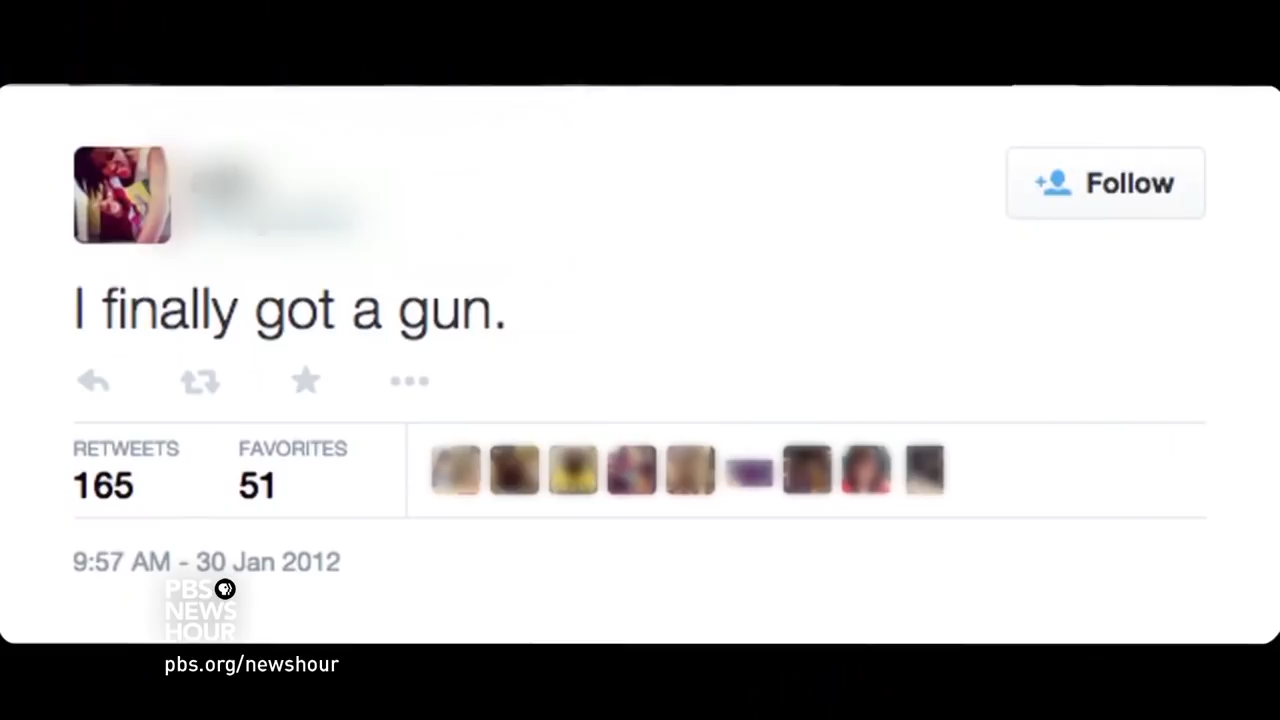 Follow
I finally got a gun.
RETWEETS FAVORITES
165 51
9:57 AM - 30 Jan 2012
PBS
NEWS
HOUR
pbs.org/newshour